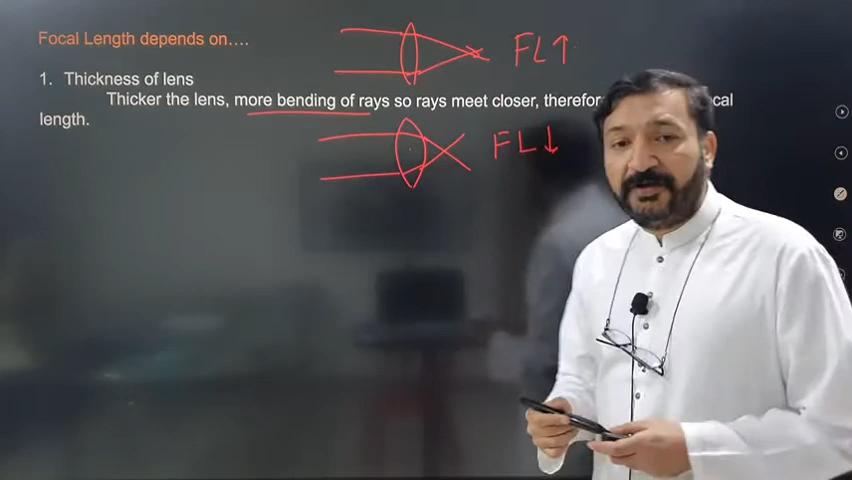 Focal Length depends on....
FL↑
1. Thickness of lens
Thicker the lens, more bending of rays so rays meet closer, cal
length.
FL↓